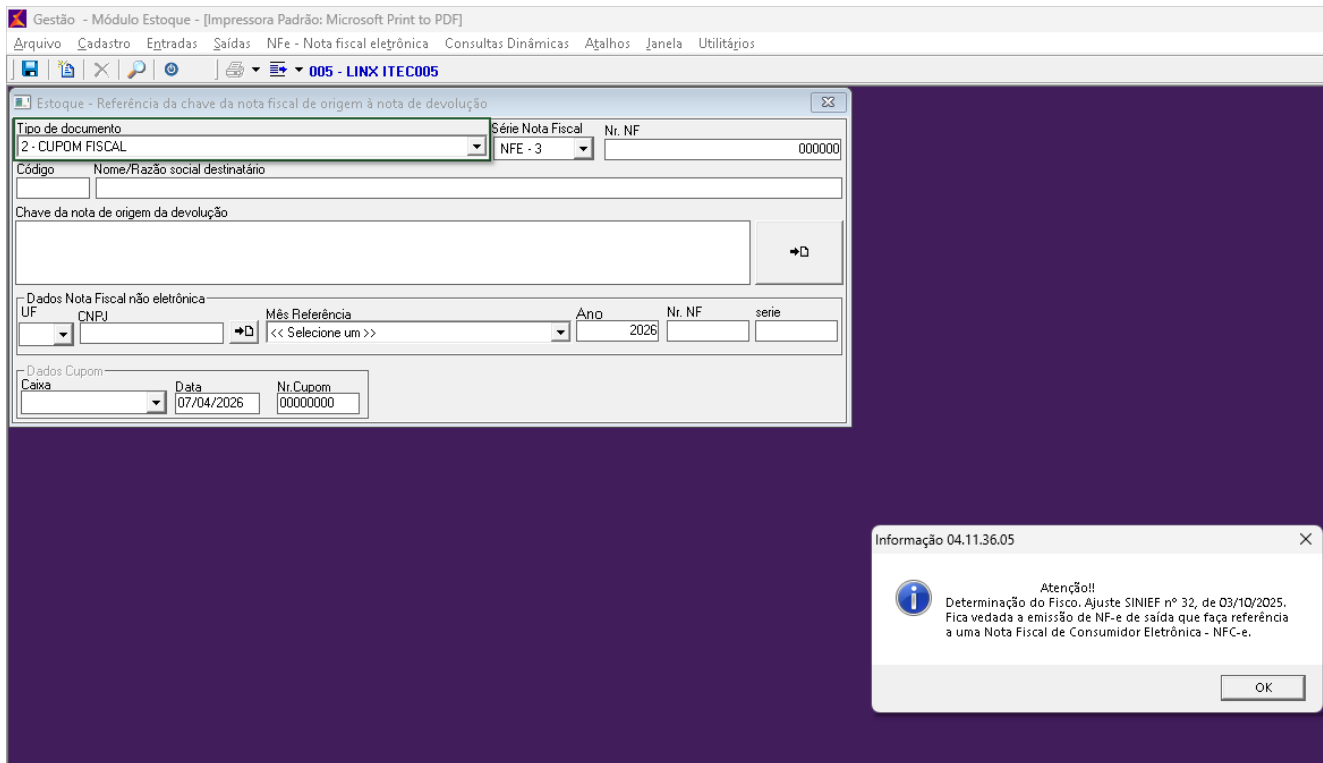 Gestão - Módulo Estoque - [Impressora Padrão: Microsoft Print to PDF]
Arquivo Cadastro Entradas Saídas NFe - Nota fiscal eletrônica Consultas Dinâmicas Atalhos Janela Utilitários
005 - LINX ITEC005
Estoque - Referência da chave da nota fiscal de origem à nota de devolução
Tipo de documento Série Nota Fiscal Nr. NF
2 - CUPOM FISCAL NFE - 3 000000
Código Nome/Razão social destinatário
Chave da nota de origem da devolução
Dados Nota Fiscal não eletrônica
UF CNPJ Mês Referência Ano Nr. NF serie
<< Selecione um >> 2026
Dados Cupom
Caixa Data Nr.Cupom
07/04/2026 00000000
Informação 04.11.36.05
Atenção!!
Determinação do Fisco. Ajuste SINIEF nº 32, de 03/10/2025.
Fica vedada a emissão de NF-e de saída que faça referência
a uma Nota Fiscal de Consumidor Eletrônica - NFC-e.
OK